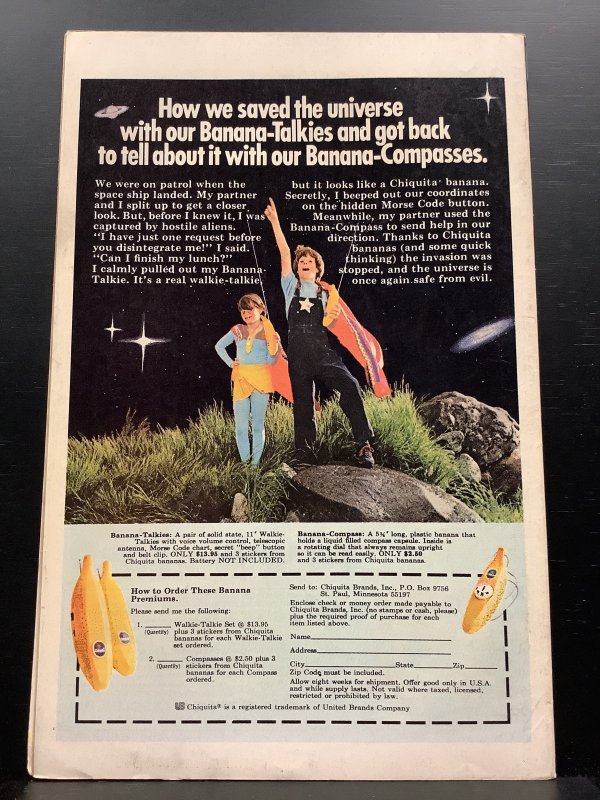 How we saved the universe
with our Banana-Talkies and got back
to tell about it with our Banana-Compasses.
We were on patrol when the
space ship landed. My partner
and I split up to get a closer
look. But, before I knew it, I was
captured by hostile aliens.
"I have just one request before
you disintegrate me!" I said.
"Can I finish my lunch?"
I calmly pulled out my Banana-
Talkie. It's a real walkie-talkie
but it looks like a Chiquita® banana.
Secretly, I beeped out our coordinates
on the hidden Morse Code button.
Meanwhile, my partner used the
Banana-Compass to send help in our
direction. Thanks to Chiquita
bananas (and some quick
thinking) the invasion was
stopped, and the universe is
once again safe from evil.
Banana-Talkies: A pair of solid state, 11" Walkie-
Talkies with voice volume control, telescopic
antenna, Morse Code chart, secret "beep" button
and belt clip. ONLY $13.95 and 3 stickers from
Chiquita bananas. Battery NOT INCLUDED.
Banana-Compass: A 5¾" long, plastic banana that
holds a liquid filled compass capsule. Inside is
a rotating dial that always remains upright
so it can be read easily. ONLY $2.50
and 3 stickers from Chiquita bananas.
How to Order These Banana
Premiums.
Please send me the following:
1. ______ Walkie-Talkie Set @ $13.95
(Quantity) plus 3 stickers from Chiquita
bananas for each Walkie-Talkie
set ordered.
2. ______ Compasses @ $2.50 plus 3
(Quantity) stickers from Chiquita
bananas for each Compass
ordered.
Send to: Chiquita Brands, Inc., P.O. Box 9756
St. Paul, Minnesota 55197
Enclose check or money order made payable to
Chiquita Brands, Inc. (no stamps or cash, please)
plus the required proof of purchase for each
item listed above.
Name
Address
City State Zip
Zip Code must be included.
Allow eight weeks for shipment. Offer good only in U.S.A.
and while supply lasts. Not valid where taxed, licensed,
restricted or prohibited by law.
UB Chiquita® is a registered trademark of United Brands Company